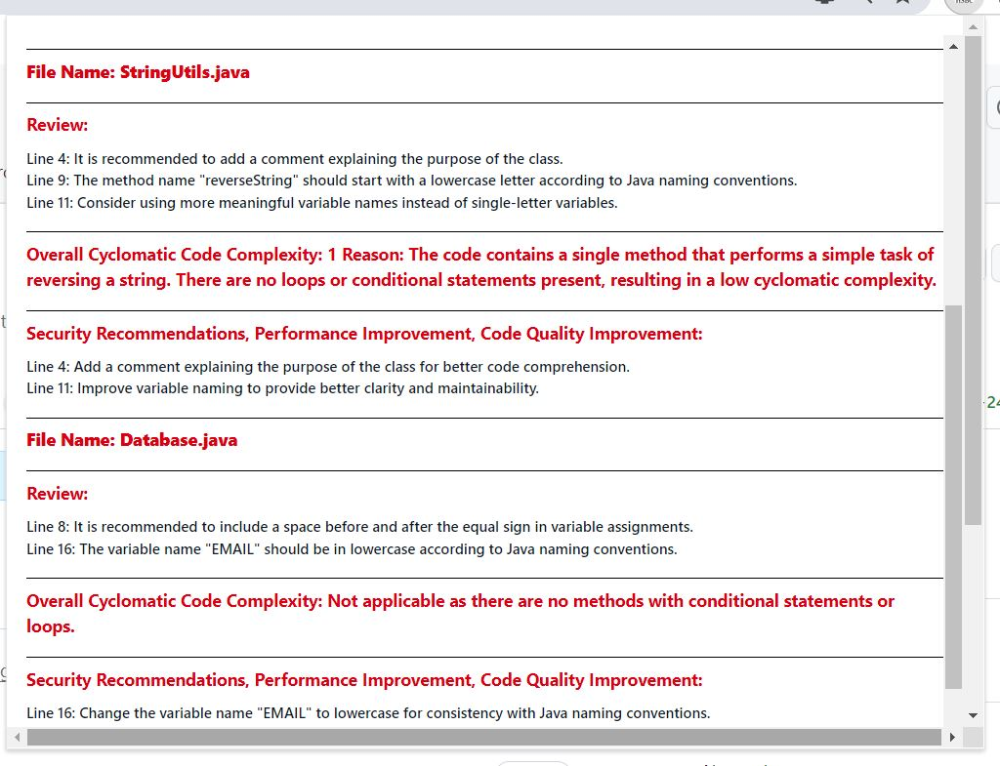 File Name: StringUtils.java
Review:
Line 4: It is recommended to add a comment explaining the purpose of the class.
Line 9: The method name "reverseString" should start with a lowercase letter according to Java naming conventions.
Line 11: Consider using more meaningful variable names instead of single-letter variables.
Overall Cyclomatic Code Complexity: 1 Reason: The code contains a single method that performs a simple task of
reversing a string. There are no loops or conditional statements present, resulting in a low cyclomatic complexity.
Security Recommendations, Performance Improvement, Code Quality Improvement:
Line 4: Add a comment explaining the purpose of the class for better code comprehension.
Line 11: Improve variable naming to provide better clarity and maintainability.
File Name: Database.java
Review:
Line 8: It is recommended to include a space before and after the equal sign in variable assignments.
Line 16: The variable name "EMAIL" should be in lowercase according to Java naming conventions.
Overall Cyclomatic Code Complexity: Not applicable as there are no methods with conditional statements or
loops.
Security Recommendations, Performance Improvement, Code Quality Improvement:
Line 16: Change the variable name "EMAIL" to lowercase for consistency with Java naming conventions.